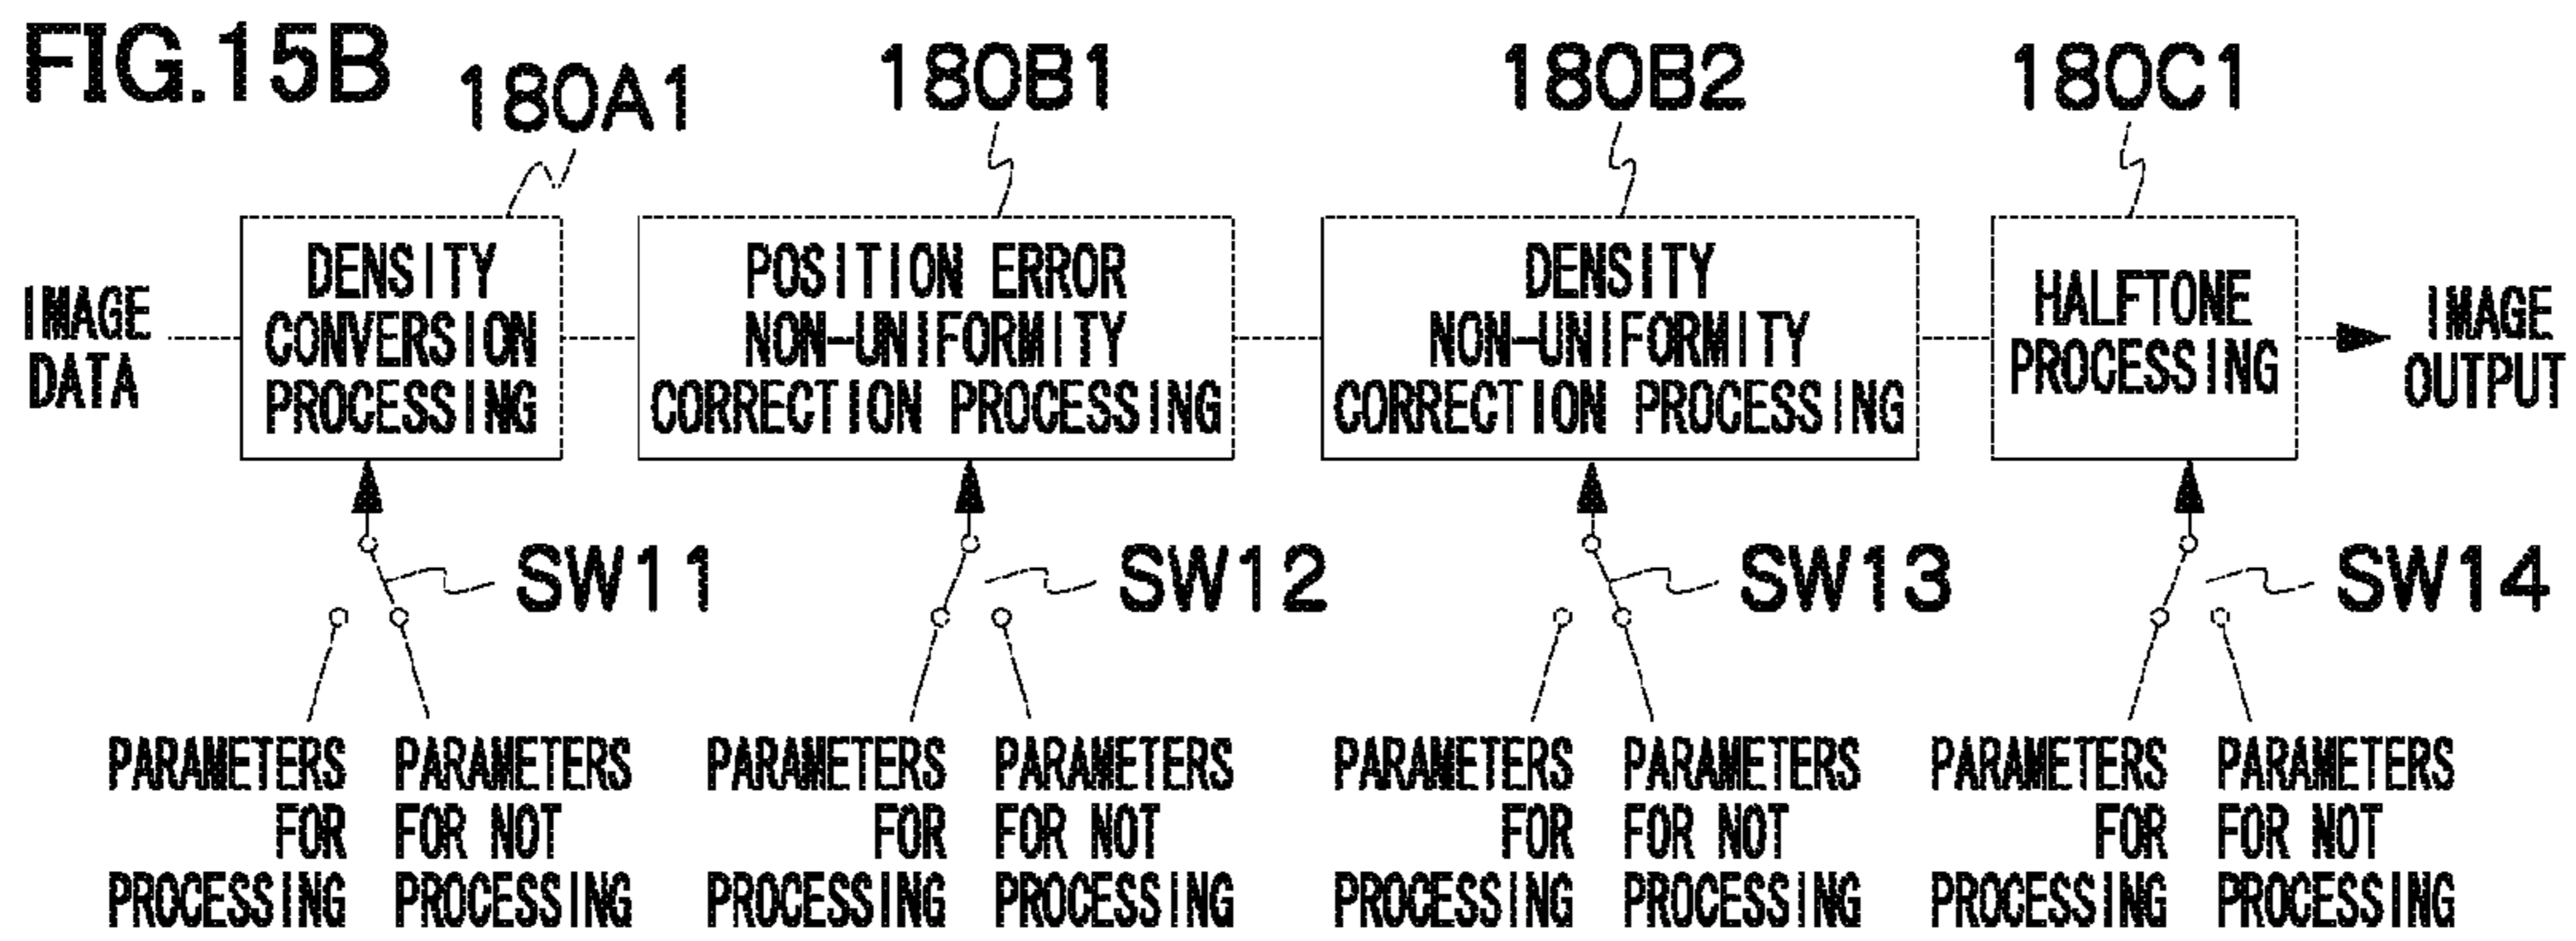 FIG.15B
180A1
180B1
180B2
180C1
IMAGE
DATA
DENSITY
CONVERSION
PROCESSING
POSITION ERROR
NON-UNIFORMITY
CORRECTION PROCESSING
DENSITY
NON-UNIFORMITY
CORRECTION PROCESSING
HALFTONE
PROCESSING
IMAGE
OUTPUT
SW11
SW12
SW13
SW14
PARAMETERS
FOR
PROCESSING
PARAMETERS
FOR NOT
PROCESSING
PARAMETERS
FOR
PROCESSING
PARAMETERS
FOR NOT
PROCESSING
PARAMETERS
FOR
PROCESSING
PARAMETERS
FOR NOT
PROCESSING
PARAMETERS
FOR
PROCESSING
PARAMETERS
FOR NOT
PROCESSING